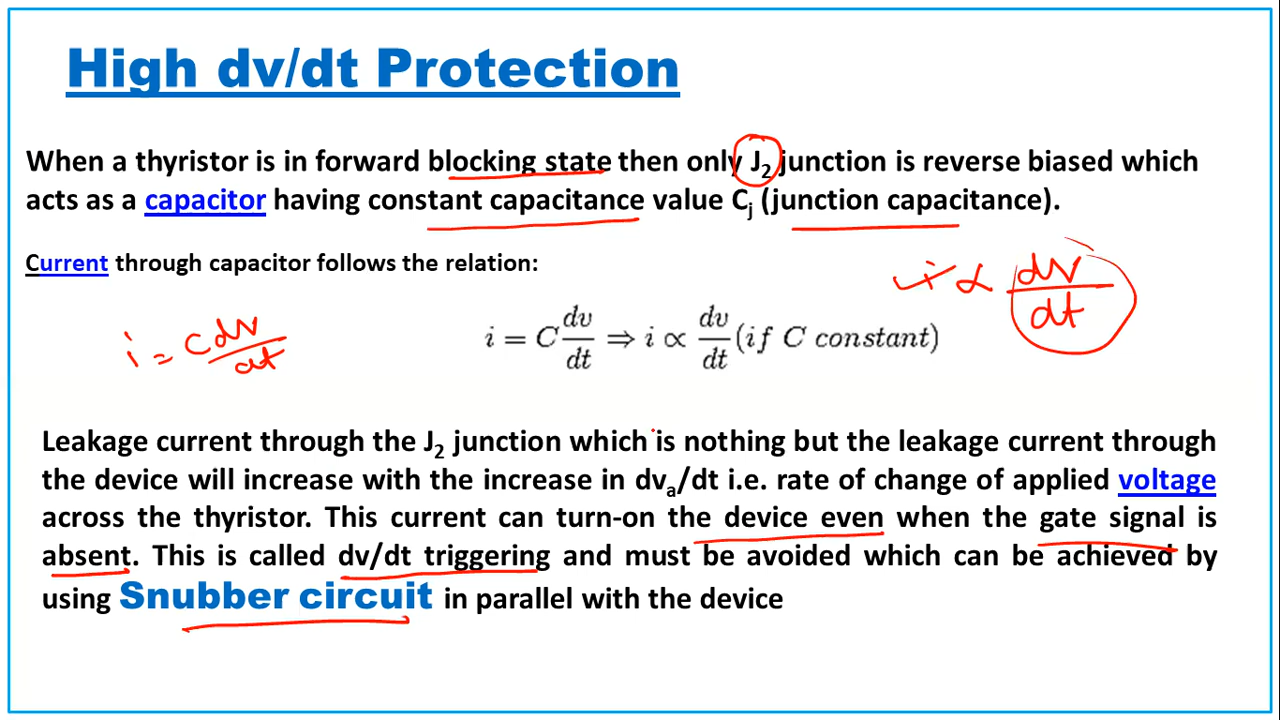 High dv/dt Protection
When a thyristor is in forward blocking state then only J₂ junction is reverse biased which
acts as a capacitor having constant capacitance value Cⱼ (junction capacitance).
Current through capacitor follows the relation:
i ∝ dv/dt
i = C dv/dt
i = C dv/dt ⇒ i ∝ dv/dt (if C constant)
Leakage current through the J₂ junction which is nothing but the leakage current through
the device will increase with the increase in dvₐ/dt i.e. rate of change of applied voltage
across the thyristor. This current can turn-on the device even when the gate signal is
absent. This is called dv/dt triggering and must be avoided which can be achieved by
using Snubber circuit in parallel with the device